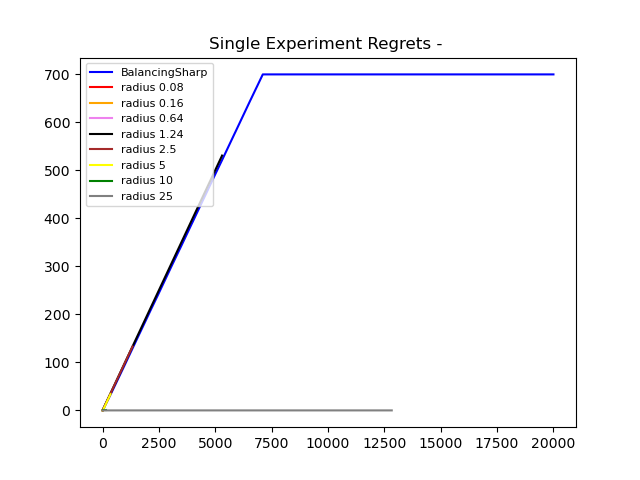 Single Experiment Regrets -
700
600
500
400
300
200
100
0
BalancingSharp
radius 0.08
radius 0.16
radius 0.64
radius 1.24
radius 2.5
radius 5
radius 10
radius 25
0 2500 5000 7500 10000 12500 15000 17500 20000